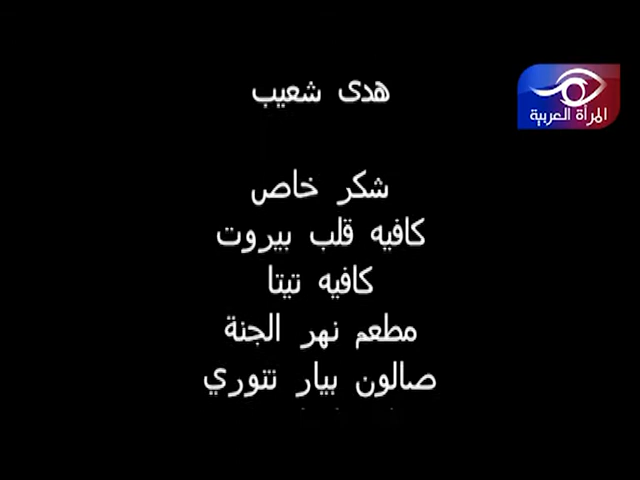 هدى شعيب
المرأة العربية
شكر خاص
كافيه قلب بيروت
كافيه تيتا
مطعم نهر الجنة
صالون بيار تتوري